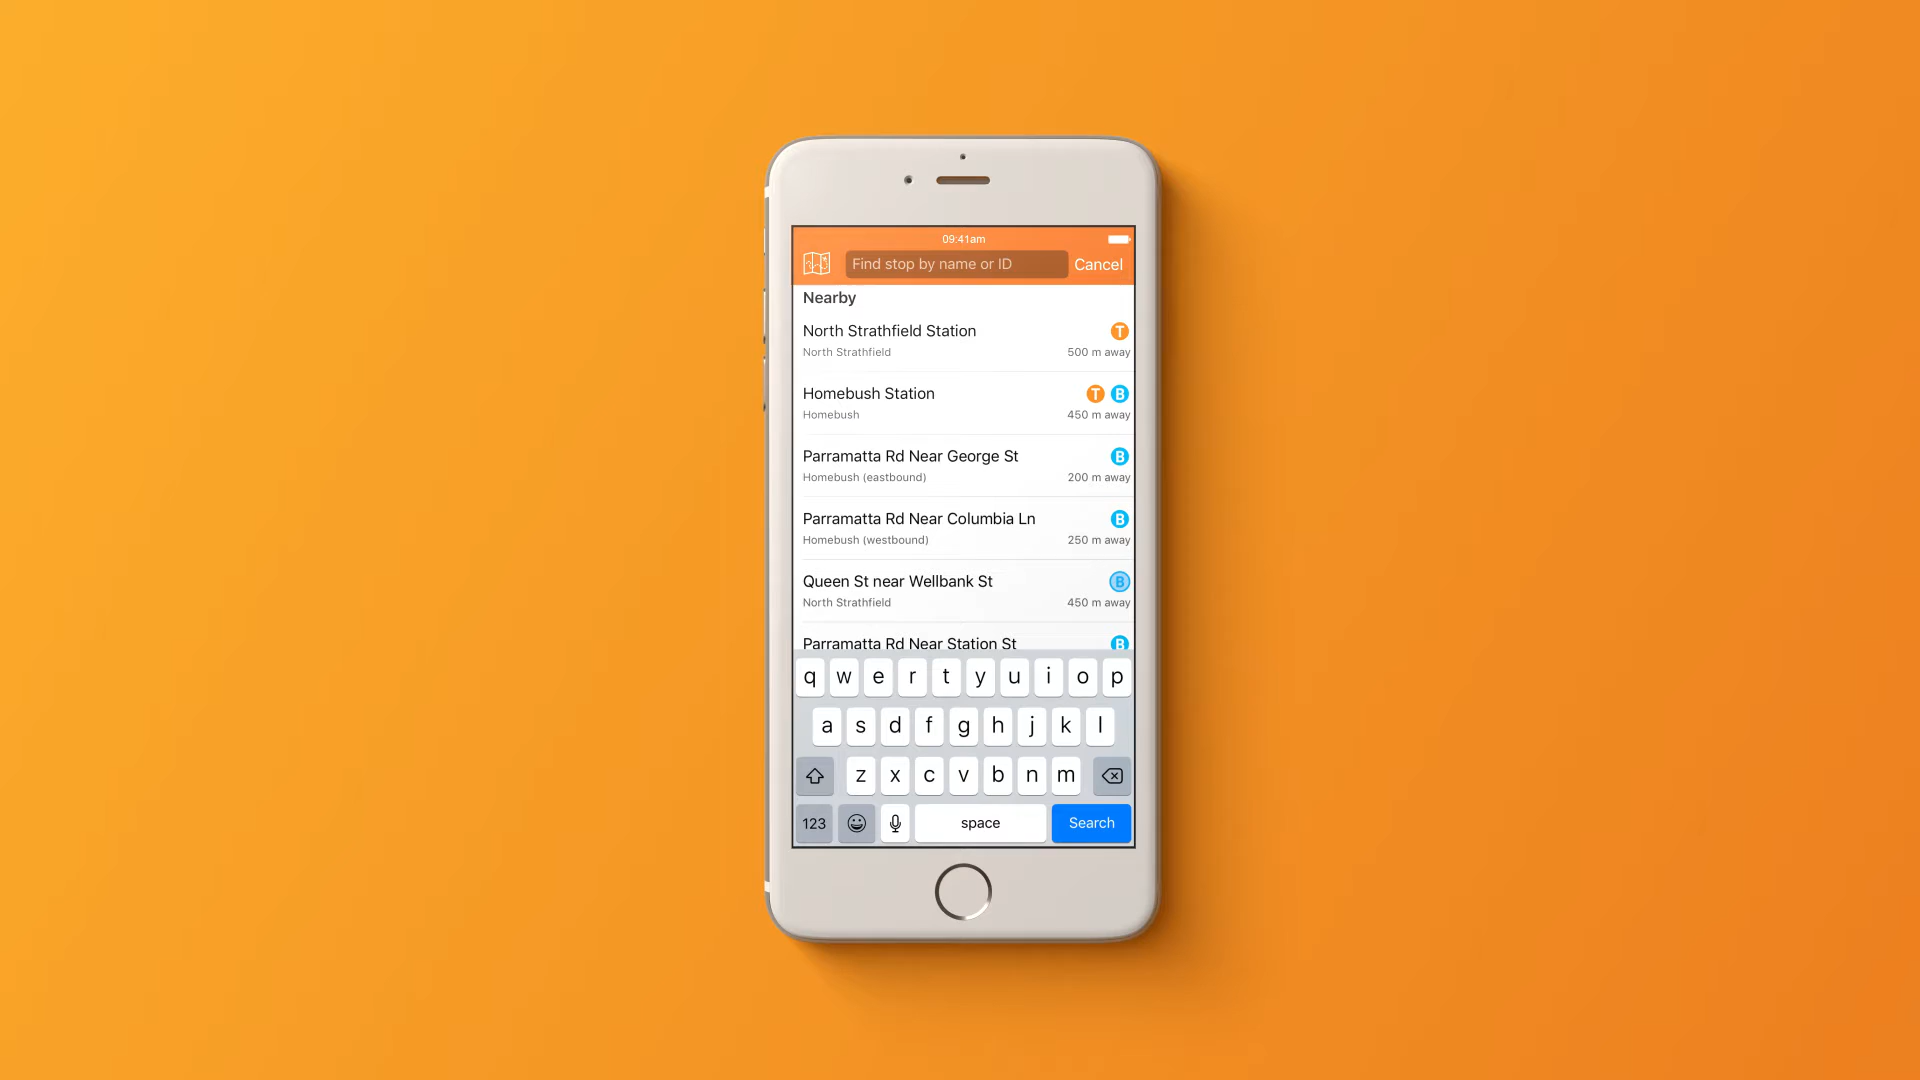 09:41am
Find stop by name or ID Cancel
Nearby
North Strathfield Station T
North Strathfield 500 m away
Homebush Station T B
Homebush 450 m away
Parramatta Rd Near George St B
Homebush (eastbound) 200 m away
Parramatta Rd Near Columbia Ln B
Homebush (westbound) 250 m away
Queen St near Wellbank St B
North Strathfield 450 m away
Parramatta Rd Near Station St B
q w e r t y u i o p
a s d f g h j k l
z x c v b n m
123 space Search